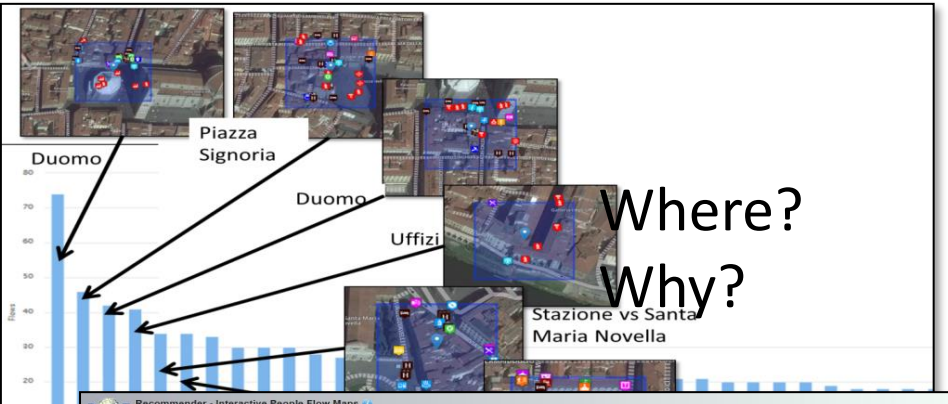 Piazza
Signoria
Duomo
Duomo
Uffizi
Where?
Why?
Stazione vs Santa
Maria Novella
80
70
60
50
40
30
20
Flows
Recommender - Interactive People Flow Maps